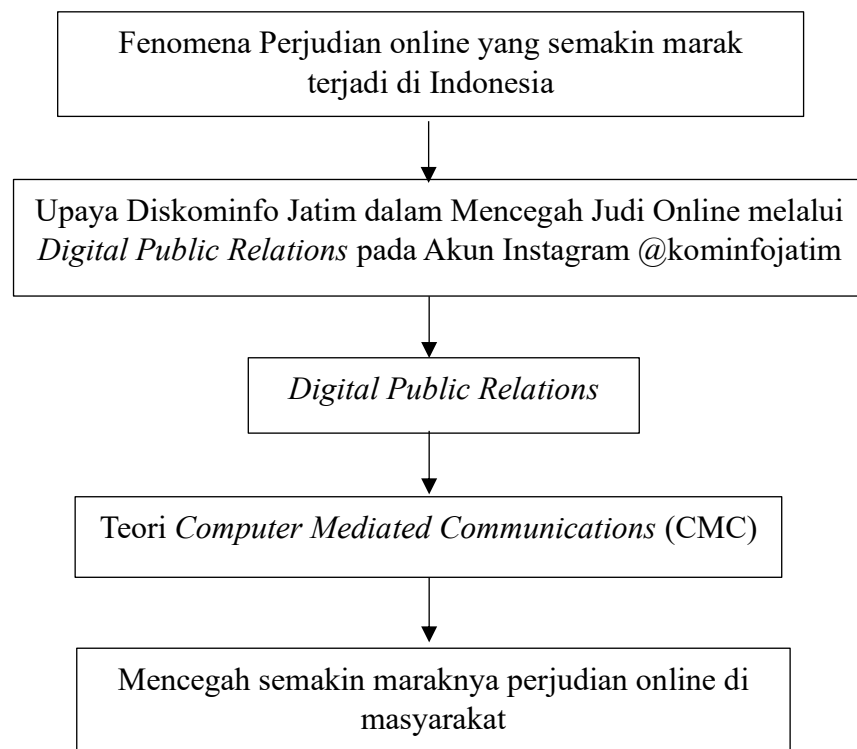 Fenomena Perjudian online yang semakin marak
terjadi di Indonesia
Upaya Diskominfo Jatim dalam Mencegah Judi Online melalui
Digital Public Relations pada Akun Instagram @kominfojatim
Digital Public Relations
Teori Computer Mediated Communications (CMC)
Mencegah semakin maraknya perjudian online di
masyarakat